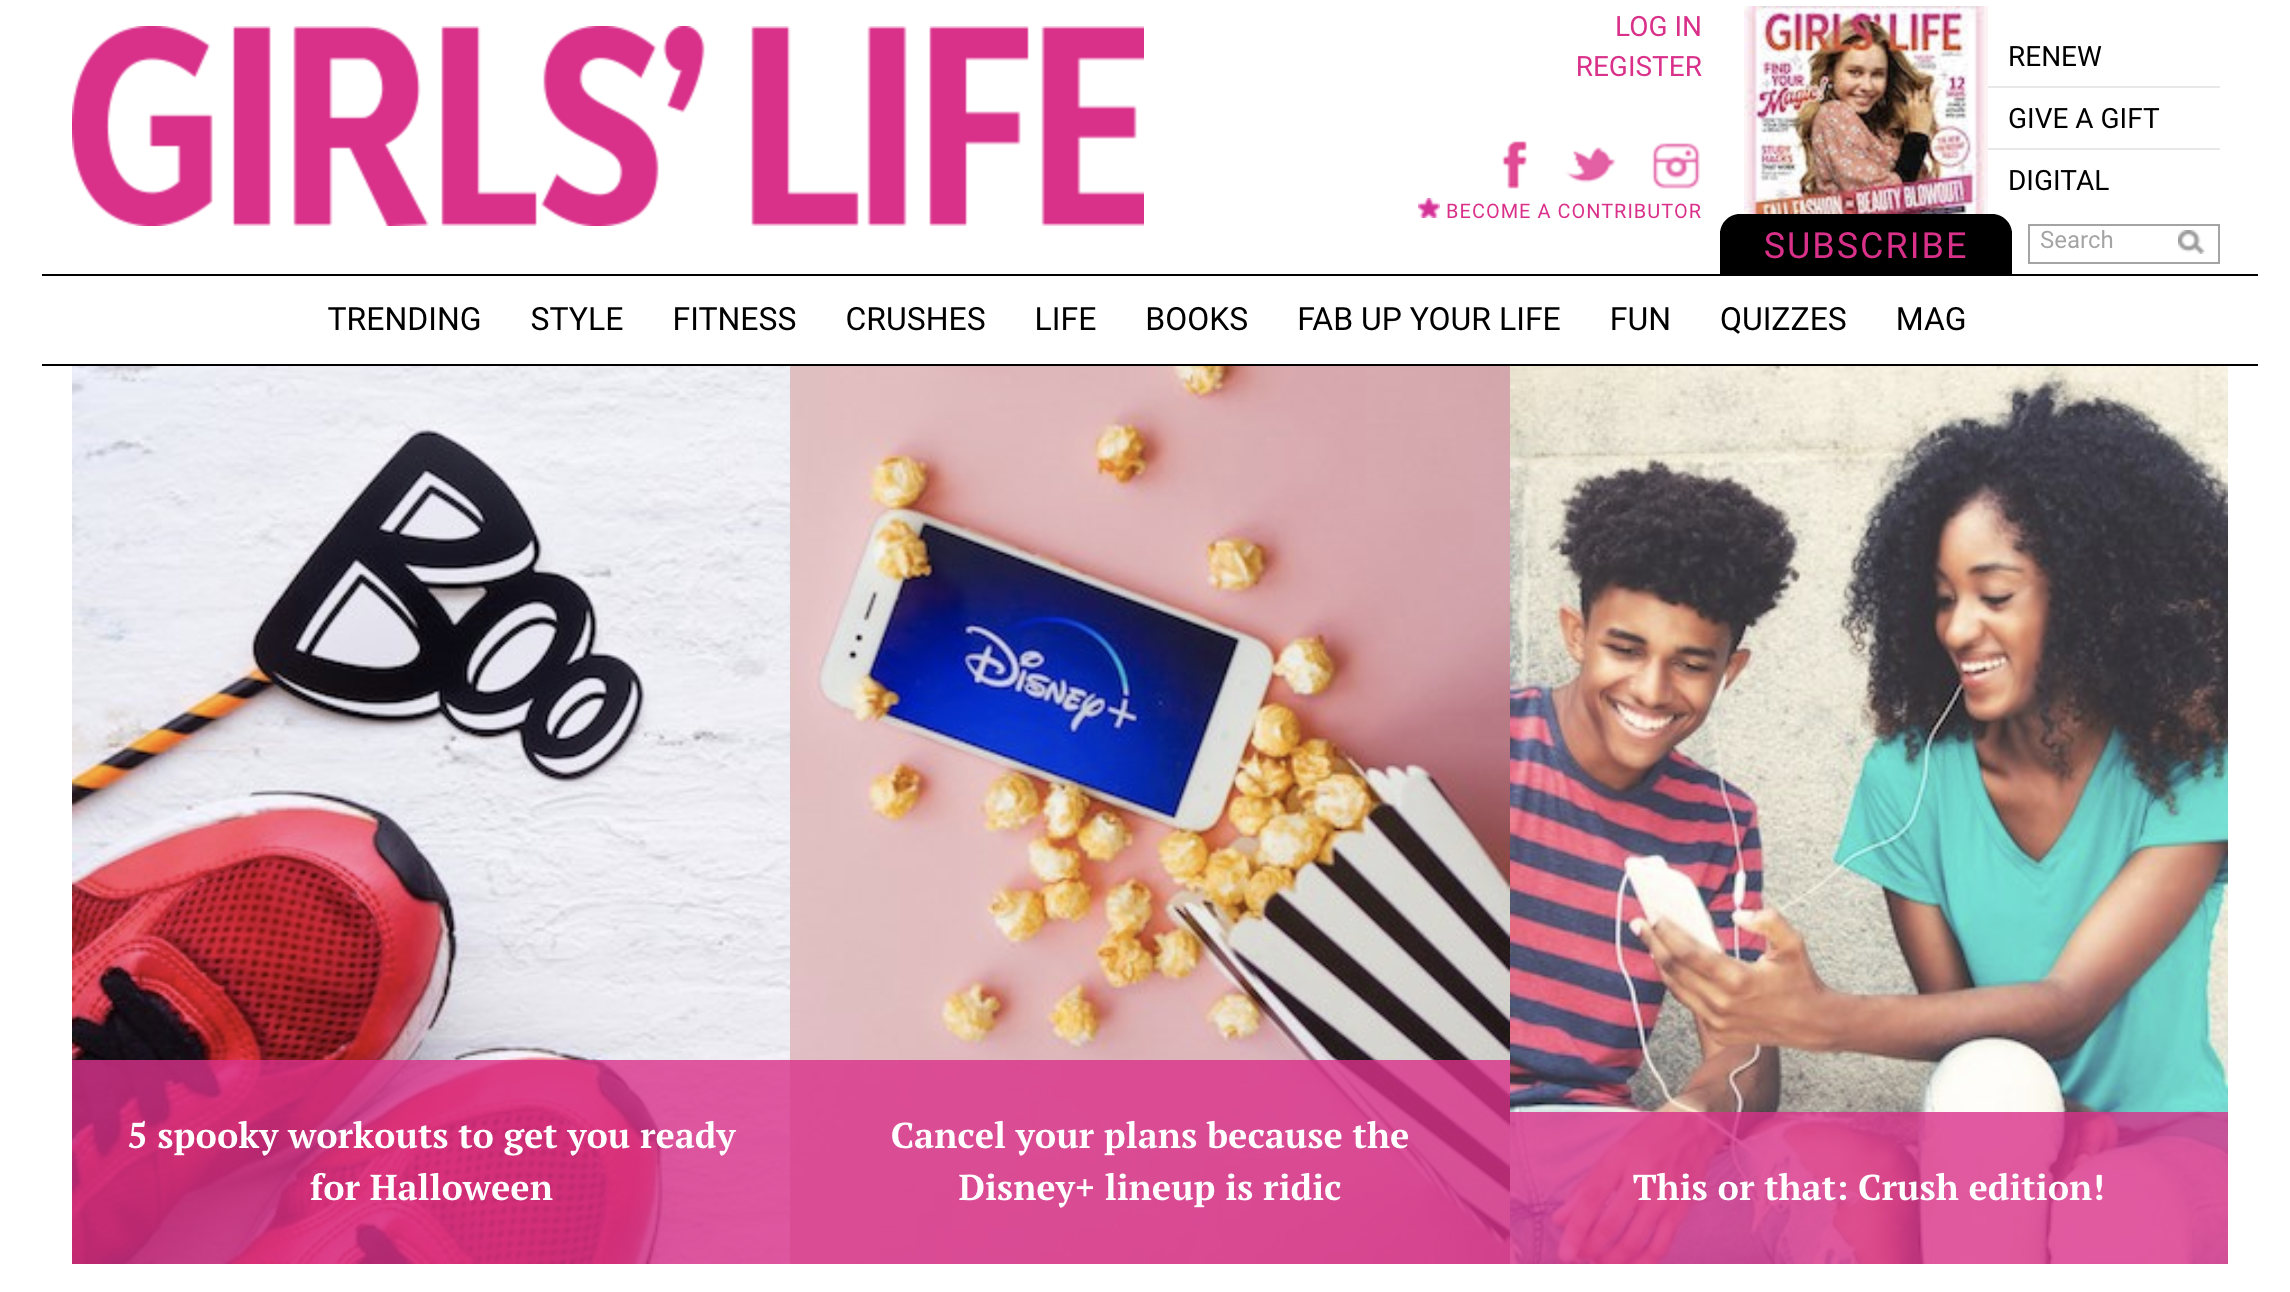 GIRLS' LIFE
LOG IN
REGISTER
BECOME A CONTRIBUTOR
GIRLS' LIFE
FIND
YOUR
Magic!
12
STUDY
HACKS
THAT WORK
FALL FASHION + BEAUTY BLOWOUT!
SUBSCRIBE
RENEW
GIVE A GIFT
DIGITAL
Search
TRENDING STYLE FITNESS CRUSHES LIFE BOOKS FAB UP YOUR LIFE FUN QUIZZES MAG
Boo
5 spooky workouts to get you ready
for Halloween
Disney+
Cancel your plans because the
Disney+ lineup is ridic
This or that: Crush edition!